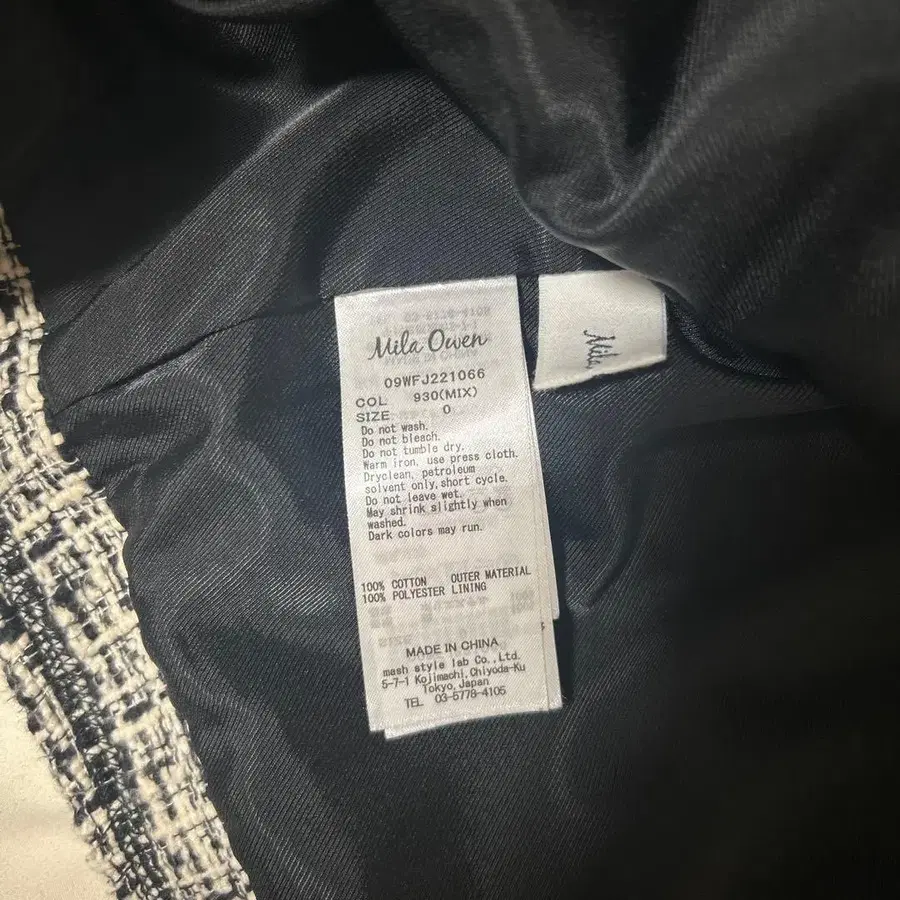 Mila Owen
09WFJ221066
COL 930(MIX)
SIZE 0
Do not wash.
Do not bleach.
Do not tumble dry.
Warm iron, use press cloth.
Dryclean, petroleum
solvent only, short cycle.
Do not leave wet.
May shrink slightly when
washed.
Dark colors may run.
100% COTTON OUTER MATERIAL
100% POLYESTER LINING
MADE IN CHINA
mash style lab Co.,Ltd.
5-7-1 Kojimachi,Chiyoda-Ku
Tokyo,Japan
TEL 03-5778-4105
Mila